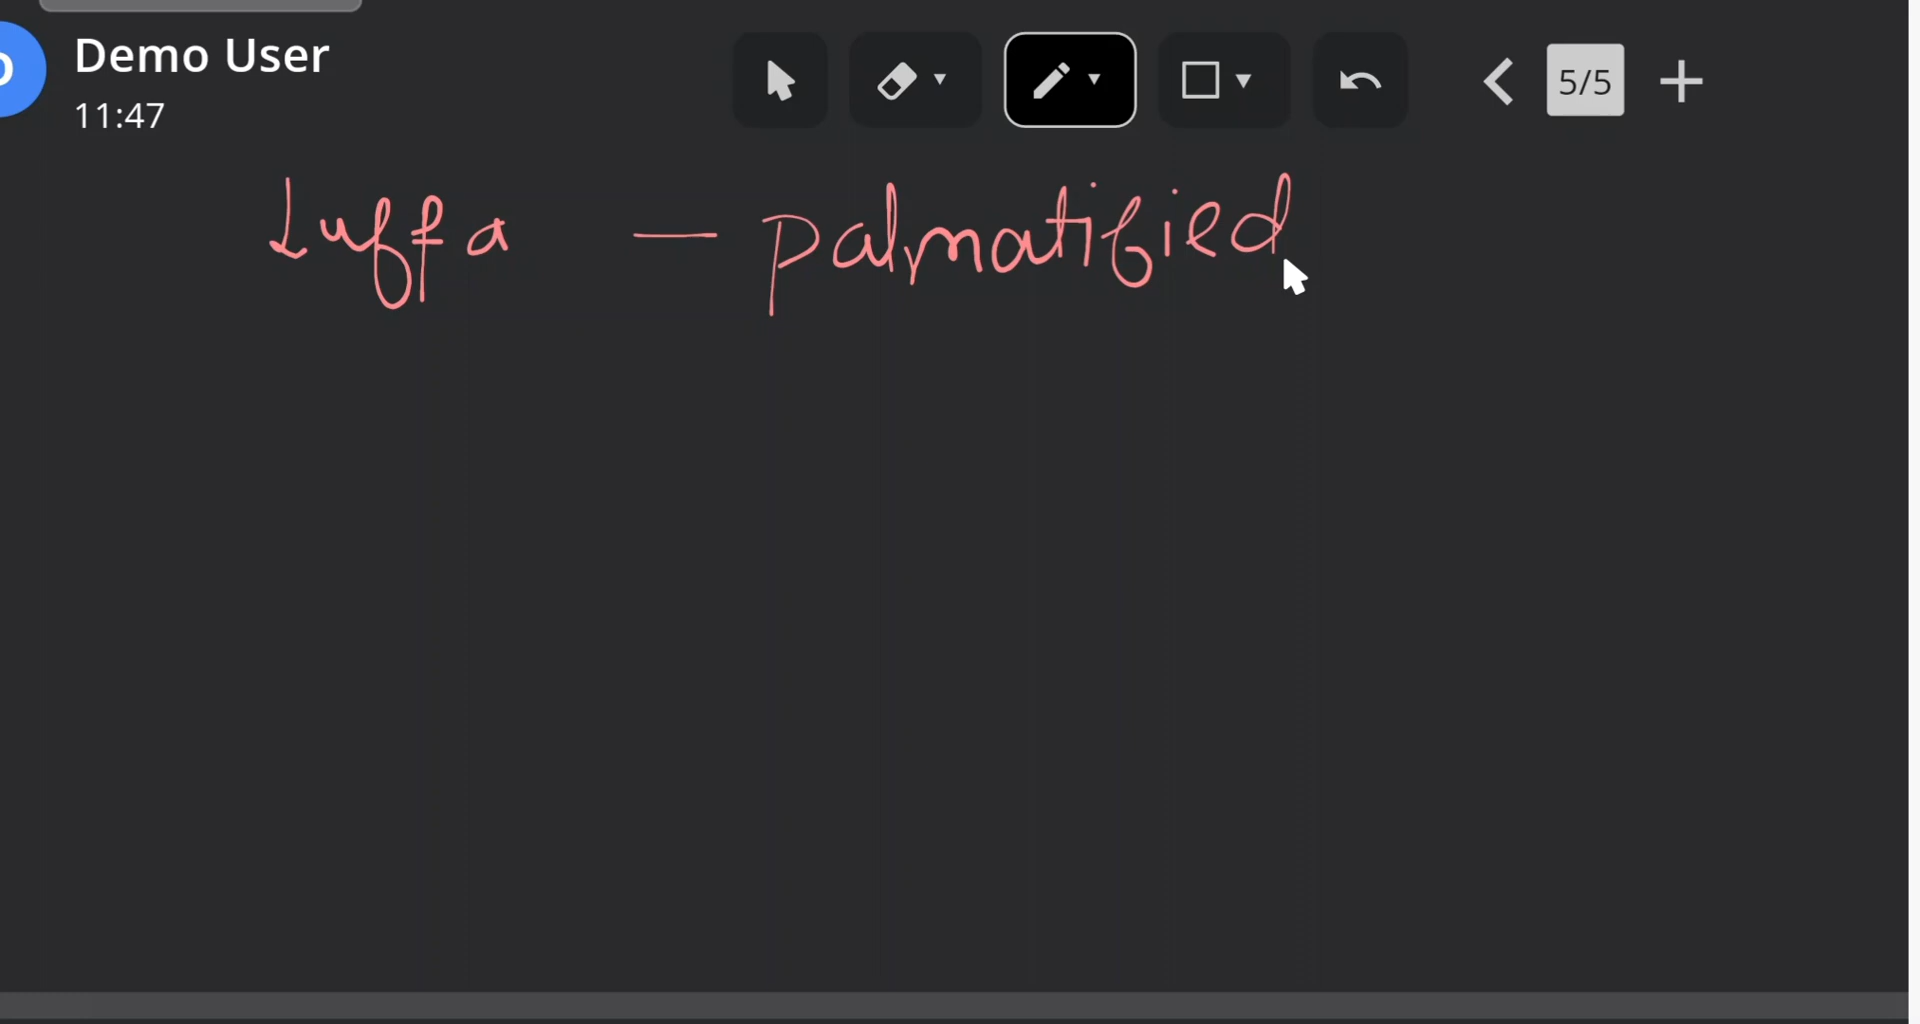 Demo User
11:47
5/5
Luffa — palmatified